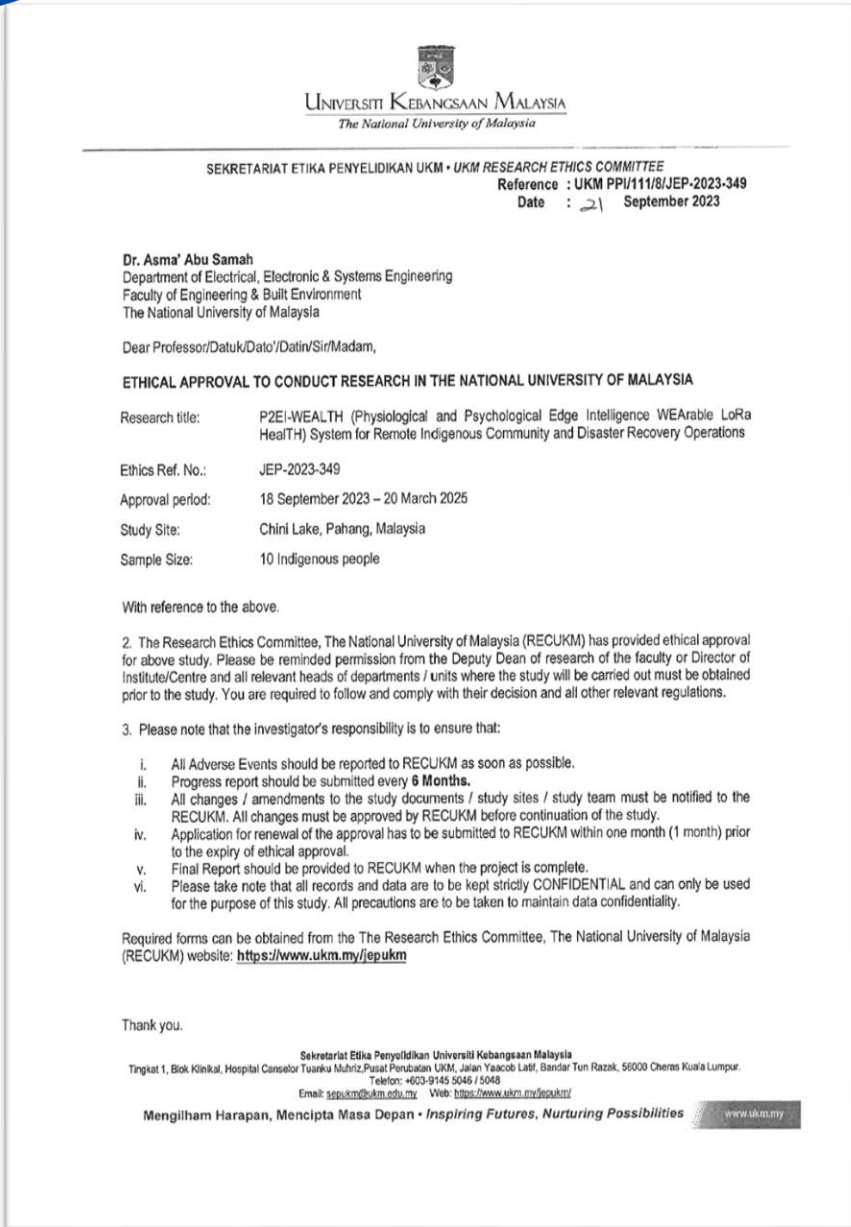 UNIVERSITI KEBANGSAAN MALAYSIA
The National University of Malaysia
SEKRETARIAT ETIKA PENYELIDIKAN UKM • UKM RESEARCH ETHICS COMMITTEE
Reference : UKM PPI/111/8/JEP-2023-349
Date : 21 September 2023
Dr. Asma' Abu Samah
Department of Electrical, Electronic & Systems Engineering
Faculty of Engineering & Built Environment
The National University of Malaysia
Dear Professor/Datuk/Dato'/Datin/Sir/Madam,
ETHICAL APPROVAL TO CONDUCT RESEARCH IN THE NATIONAL UNIVERSITY OF MALAYSIA
Research title: P2EI-WEALTH (Physiological and Psychological Edge Intelligence WEArable LoRa
HealTH) System for Remote Indigenous Community and Disaster Recovery Operations
Ethics Ref. No.: JEP-2023-349
Approval period: 18 September 2023 – 20 March 2025
Study Site: Chini Lake, Pahang, Malaysia
Sample Size: 10 Indigenous people
With reference to the above.
2. The Research Ethics Committee, The National University of Malaysia (RECUKM) has provided ethical approval
for above study. Please be reminded permission from the Deputy Dean of research of the faculty or Director of
Institute/Centre and all relevant heads of departments / units where the study will be carried out must be obtained
prior to the study. You are required to follow and comply with their decision and all other relevant regulations.
3. Please note that the investigator's responsibility is to ensure that:
i. All Adverse Events should be reported to RECUKM as soon as possible.
ii. Progress report should be submitted every 6 Months.
iii. All changes / amendments to the study documents / study sites / study team must be notified to the
RECUKM. All changes must be approved by RECUKM before continuation of the study.
iv. Application for renewal of the approval has to be submitted to RECUKM within one month (1 month) prior
to the expiry of ethical approval.
v. Final Report should be provided to RECUKM when the project is complete.
vi. Please take note that all records and data are to be kept strictly CONFIDENTIAL and can only be used
for the purpose of this study. All precautions are to be taken to maintain data confidentiality.
Required forms can be obtained from the The Research Ethics Committee, The National University of Malaysia
(RECUKM) website: https://www.ukm.my/jepukm
Thank you.
Sekretariat Etika Penyelidikan Universiti Kebangsaan Malaysia
Tingkat 1, Blok Klinikal, Hospital Canselor Tuanku Muhriz,Pusat Perubatan UKM, Jalan Yaacob Latif, Bandar Tun Razak, 56000 Cheras Kuala Lumpur.
Telefon: +603-9145 5046 / 5048
Email: sepukm@ukm.edu.my Web: https://www.ukm.my/jepukm/
Mengilham Harapan, Mencipta Masa Depan • Inspiring Futures, Nurturing Possibilities
www.ukm.my